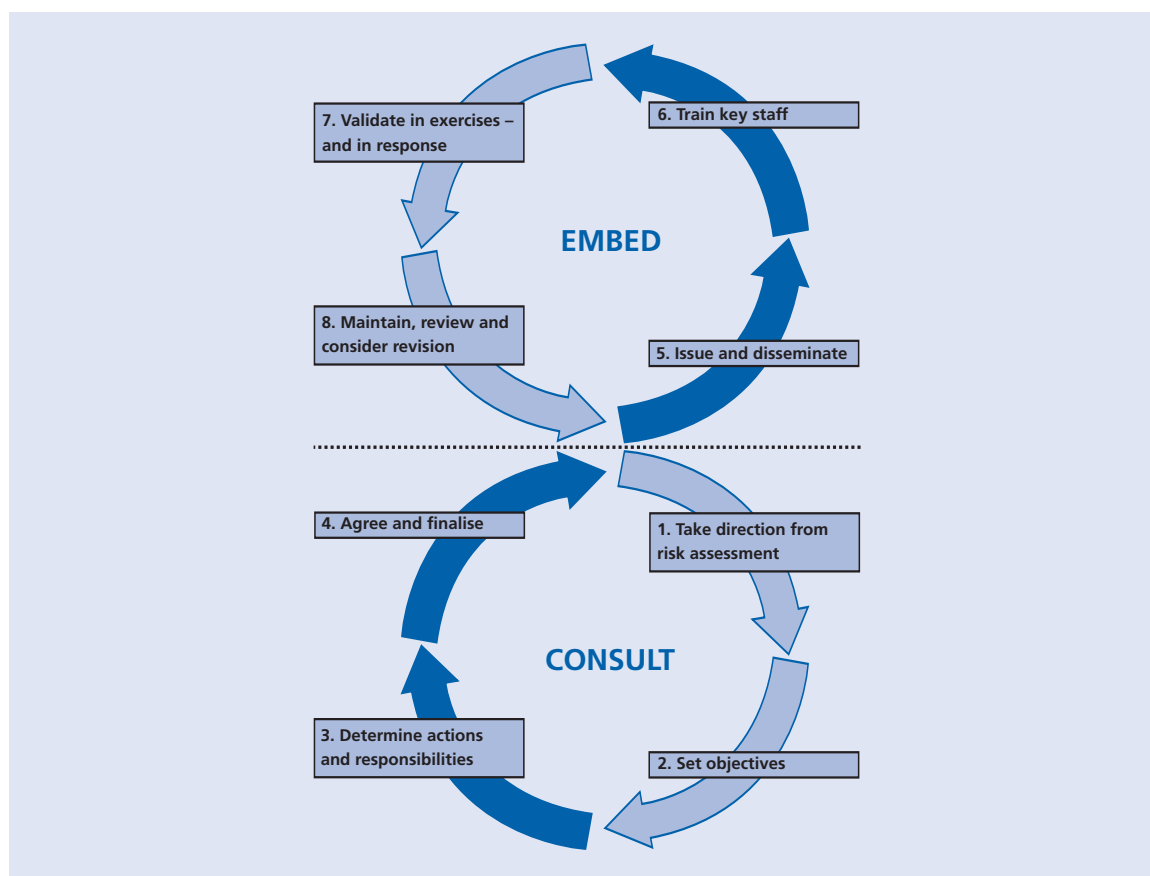 7. Validate in exercises –
and in response
6. Train key staff
EMBED
8. Maintain, review and
consider revision
5. Issue and disseminate
4. Agree and finalise
1. Take direction from
risk assessment
CONSULT
3. Determine actions
and responsibilities
2. Set objectives